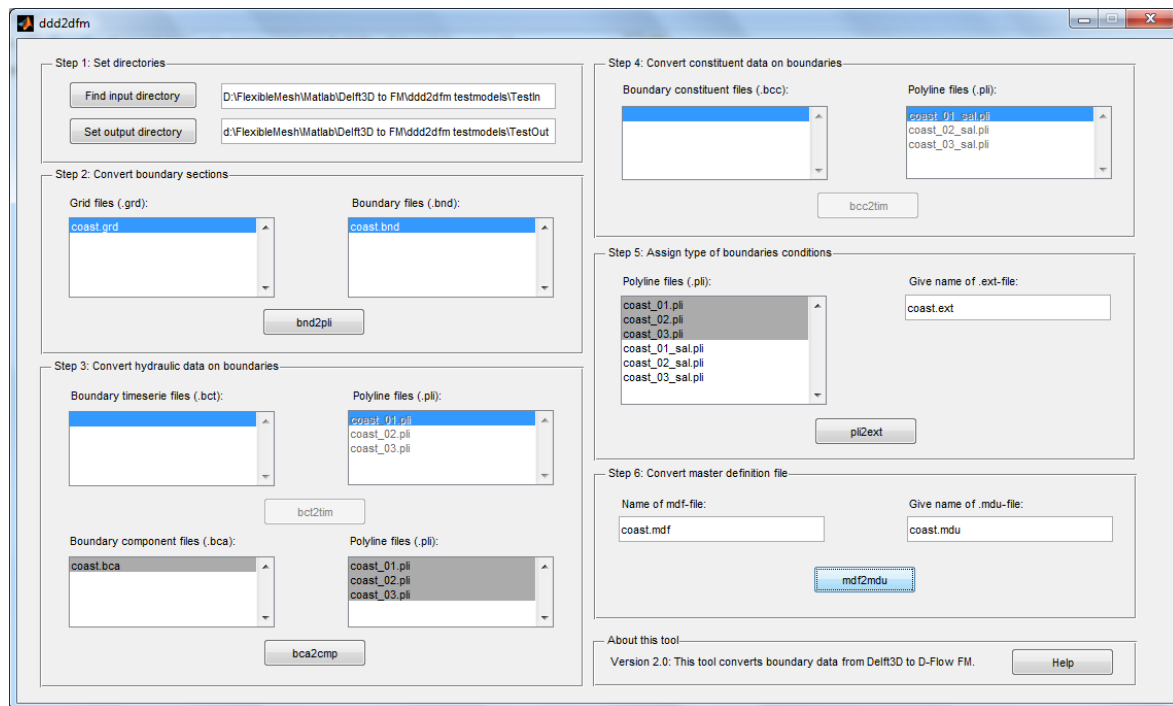 ddd2dfm
Step 1: Set directories
Find input directory
D:\FlexibleMesh\Matlab\Delft3D to FM\ddd2dfm testmodels\TestIn
Set output directory
d:\FlexibleMesh\Matlab\Delft3D to FM\ddd2dfm testmodels\TestOut
Step 2: Convert boundary sections
Grid files (.grd):
Boundary files (.bnd):
coast.grd
coast.bnd
bnd2pli
Step 3: Convert hydraulic data on boundaries
Boundary timeserie files (.bct):
Polyline files (.pli):
coast_01.pli
coast_02.pli
coast_03.pli
bct2tim
Boundary component files (.bca):
Polyline files (.pli):
coast.bca
coast_01.pli
coast_02.pli
coast_03.pli
bca2cmp
Step 4: Convert constituent data on boundaries
Boundary constituent files (.bcc):
Polyline files (.pli):
coast_01_sal.pli
coast_02_sal.pli
coast_03_sal.pli
bcc2tim
Step 5: Assign type of boundaries conditions
Polyline files (.pli):
Give name of .ext-file:
coast_01.pli
coast_02.pli
coast_03.pli
coast_01_sal.pli
coast_02_sal.pli
coast_03_sal.pli
coast.ext
pli2ext
Step 6: Convert master definition file
Name of mdf-file:
Give name of .mdu-file:
coast.mdf
coast.mdu
mdf2mdu
About this tool
Version 2.0: This tool converts boundary data from Delft3D to D-Flow FM.
Help